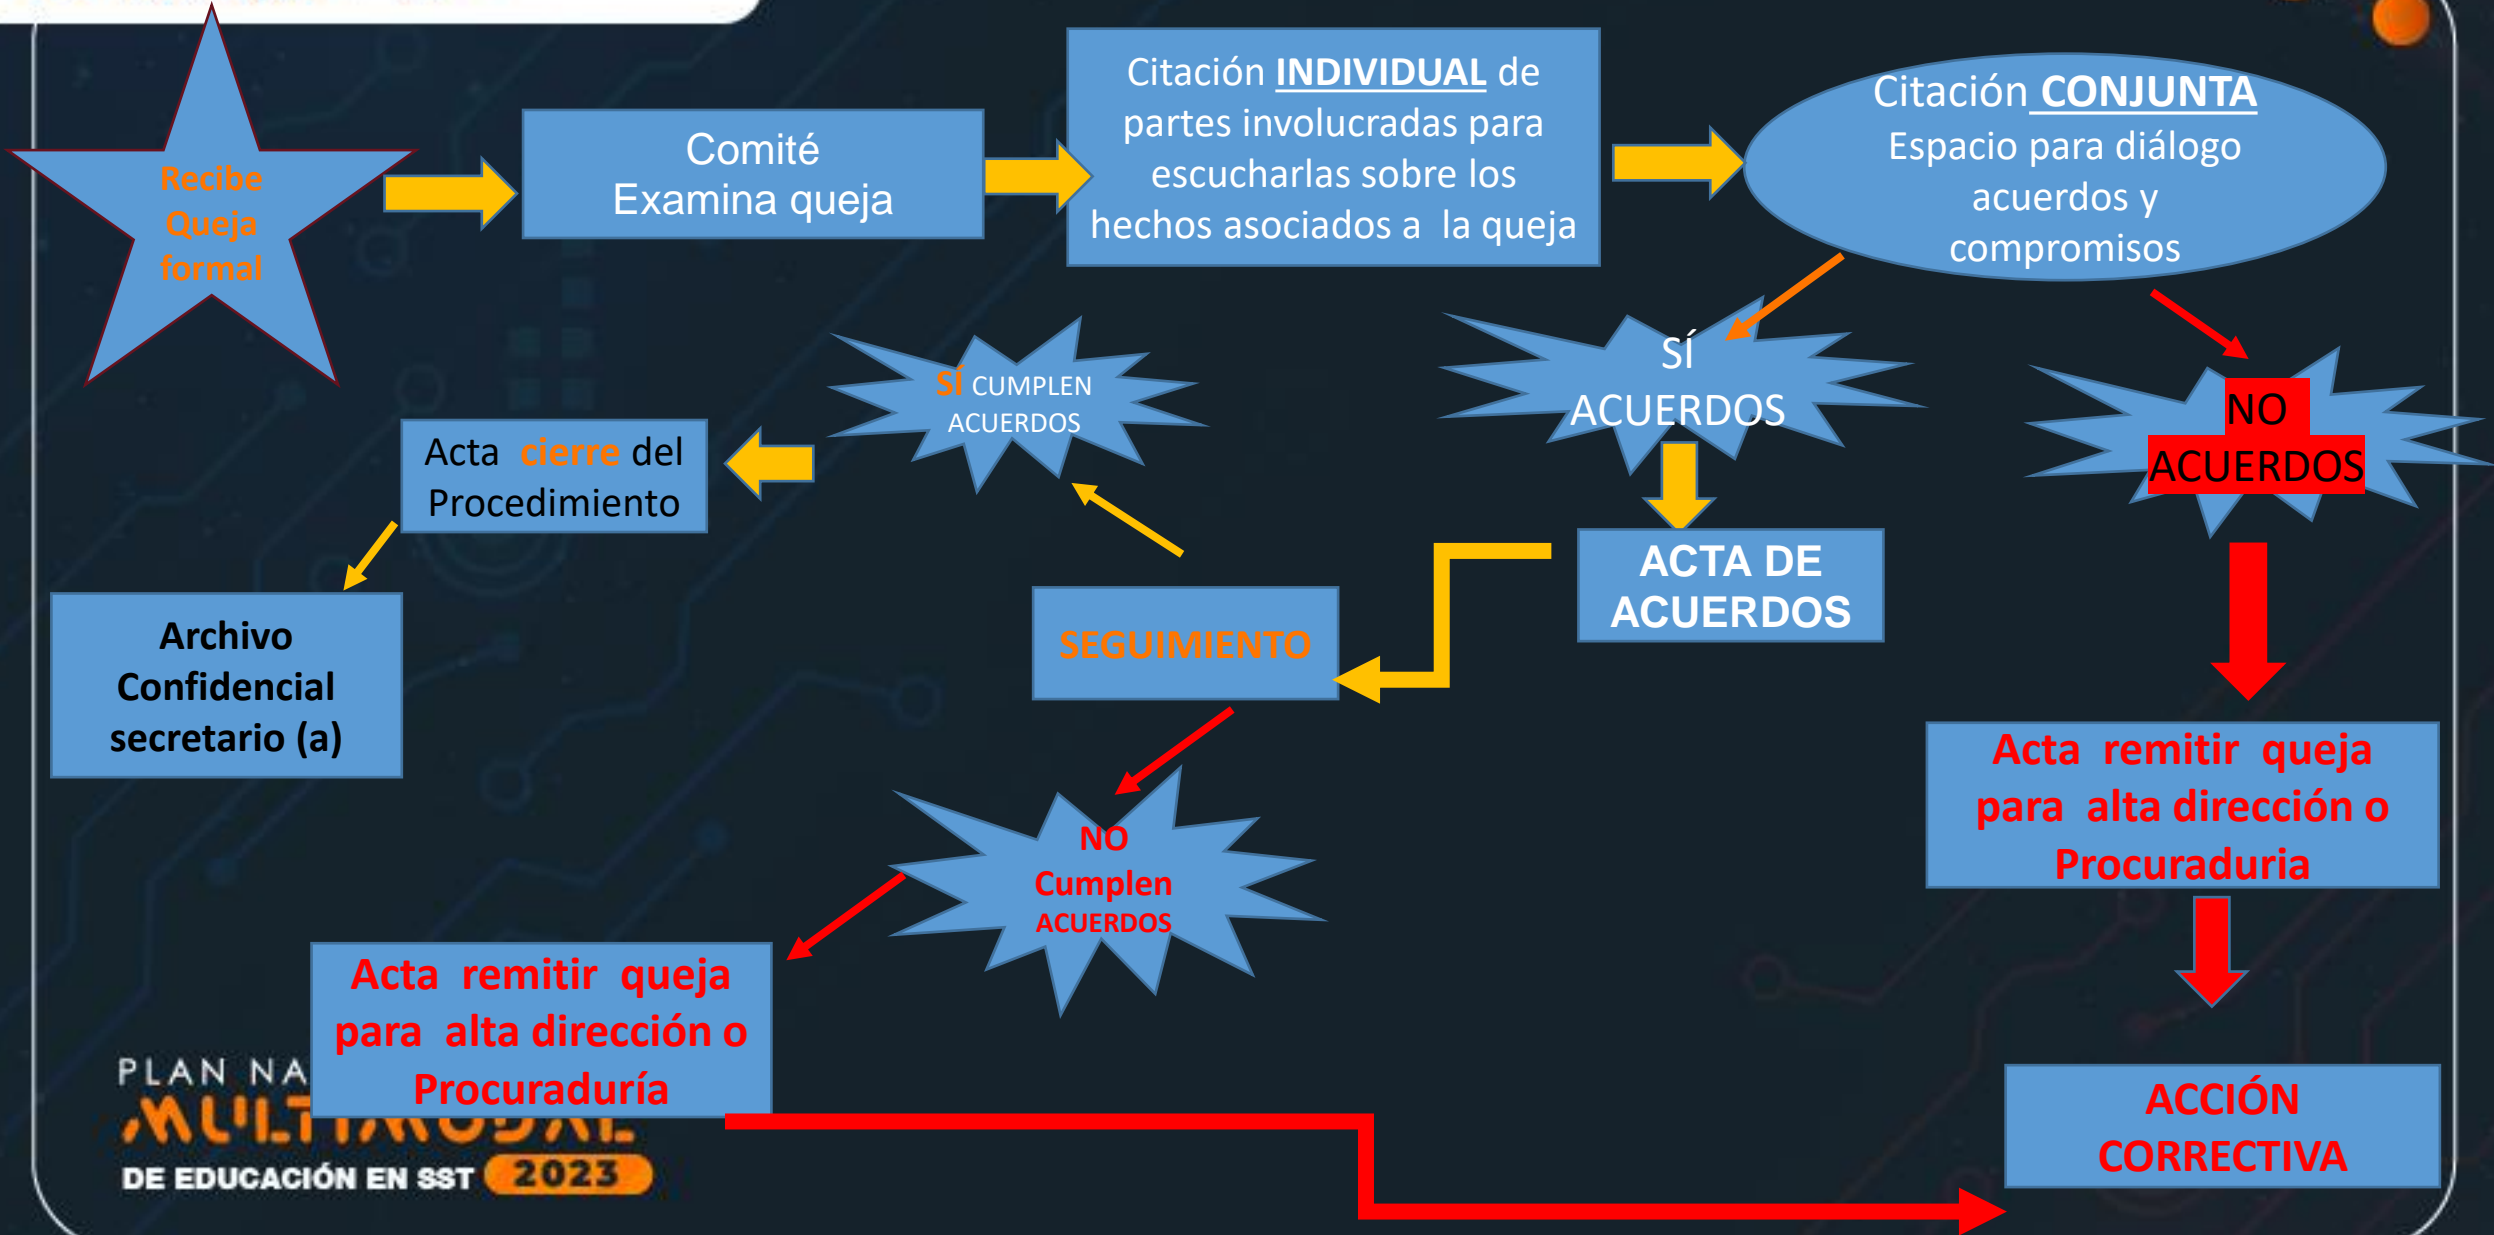 Recibe
Queja
formal
Comité
Examina queja
Citación INDIVIDUAL de
partes involucradas para
escucharlas sobre los
hechos asociados a la queja
Citación CONJUNTA
Espacio para diálogo
acuerdos y
compromisos
SÍ
ACUERDOS
NO
ACUERDOS
SÍ CUMPLEN
ACUERDOS
Acta cierre del
Procedimiento
ACTA DE
ACUERDOS
Archivo
Confidencial
secretario (a)
SEGUIMIENTO
Acta remitir queja
para alta dirección o
Procuraduria
NO
Cumplen
ACUERDOS
Acta remitir queja
para alta dirección o
Procuraduría
ACCIÓN
CORRECTIVA
PLAN NA
MULTIMODAL
DE EDUCACIÓN EN SST 2023